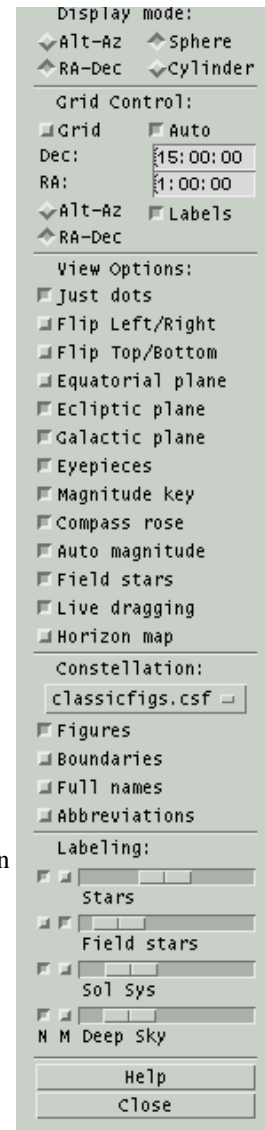 Display mode:
Alt-Az Sphere
RA-Dec Cylinder
Grid Control:
Grid Auto
Dec: 15:00:00
RA: 1:00:00
Alt-Az Labels
RA-Dec
View Options:
Just dots
Flip Left/Right
Flip Top/Bottom
Equatorial plane
Ecliptic plane
Galactic plane
Eyepieces
Magnitude key
Compass rose
Auto magnitude
Field stars
Live dragging
Horizon map
Constellation:
classicfigs.csf
Figures
Boundaries
Full names
Abbreviations
Labeling:
n
Stars
Field stars
Sol Sys
N M Deep Sky
Help
Close